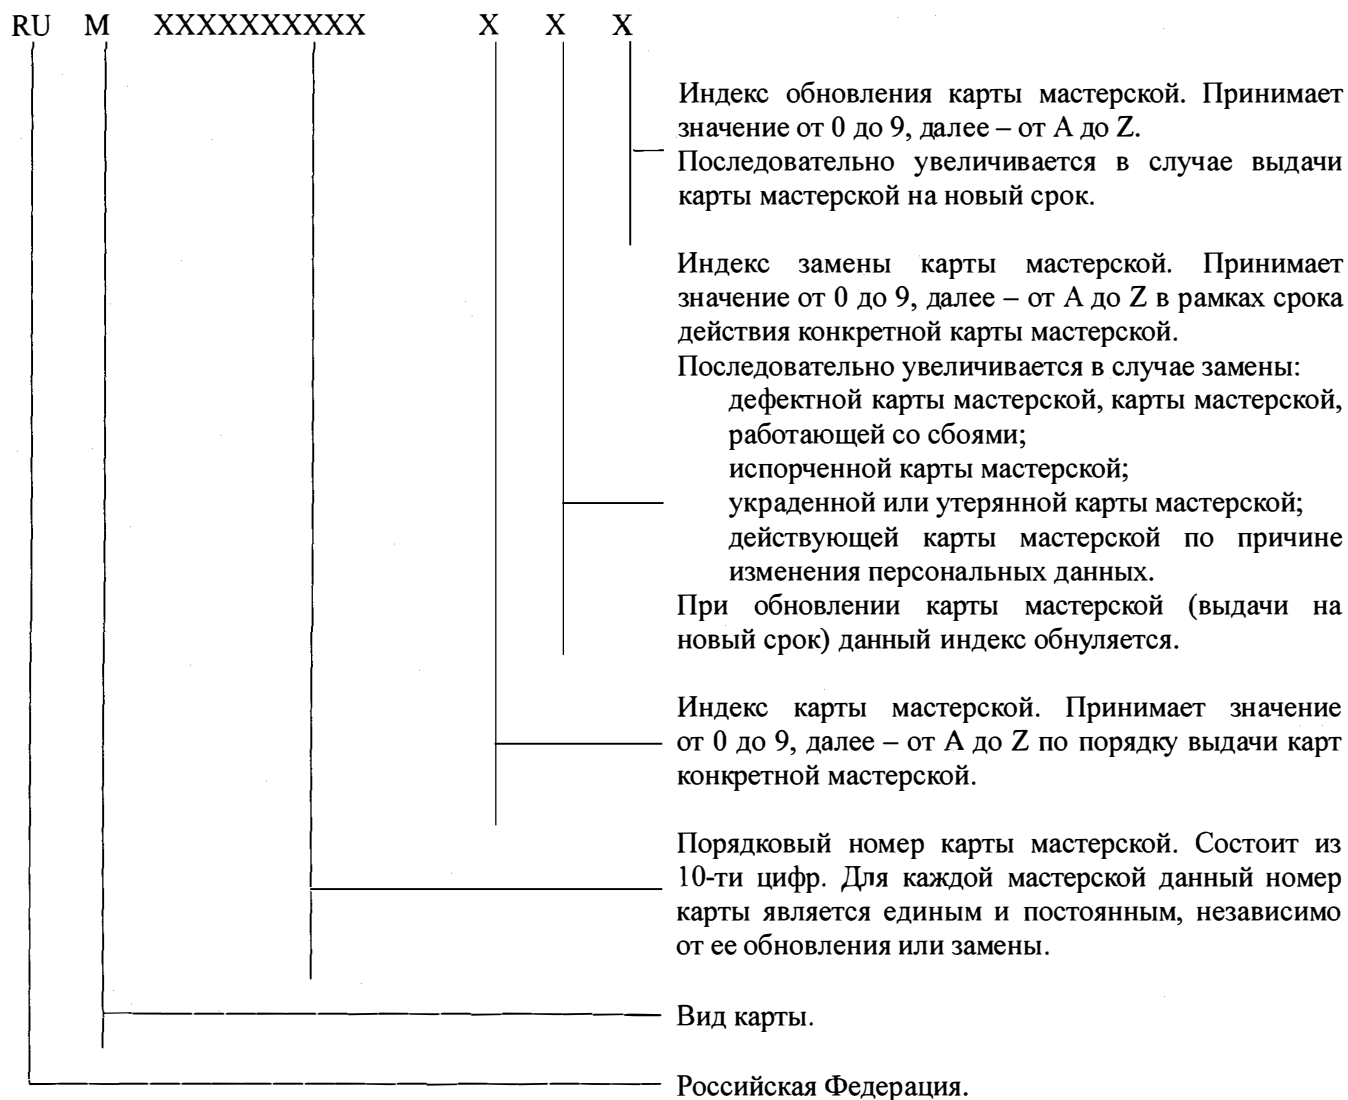 RU M XXXXXXXXXX X X X
Индекс обновления карты мастерской. Принимает
значение от 0 до 9, далее – от A до Z.
Последовательно увеличивается в случае выдачи
карты мастерской на новый срок.
Индекс замены карты мастерской. Принимает
значение от 0 до 9, далее – от A до Z в рамках срока
действия конкретной карты мастерской.
Последовательно увеличивается в случае замены:
дефектной карты мастерской, карты мастерской,
работающей со сбоями;
испорченной карты мастерской;
украденной или утерянной карты мастерской;
действующей карты мастерской по причине
изменения персональных данных.
При обновлении карты мастерской (выдачи на
новый срок) данный индекс обнуляется.
Индекс карты мастерской. Принимает значение
от 0 до 9, далее – от A до Z по порядку выдачи карт
конкретной мастерской.
Порядковый номер карты мастерской. Состоит из
10-ти цифр. Для каждой мастерской данный номер
карты является единым и постоянным, независимо
от ее обновления или замены.
Вид карты.
Российская Федерация.